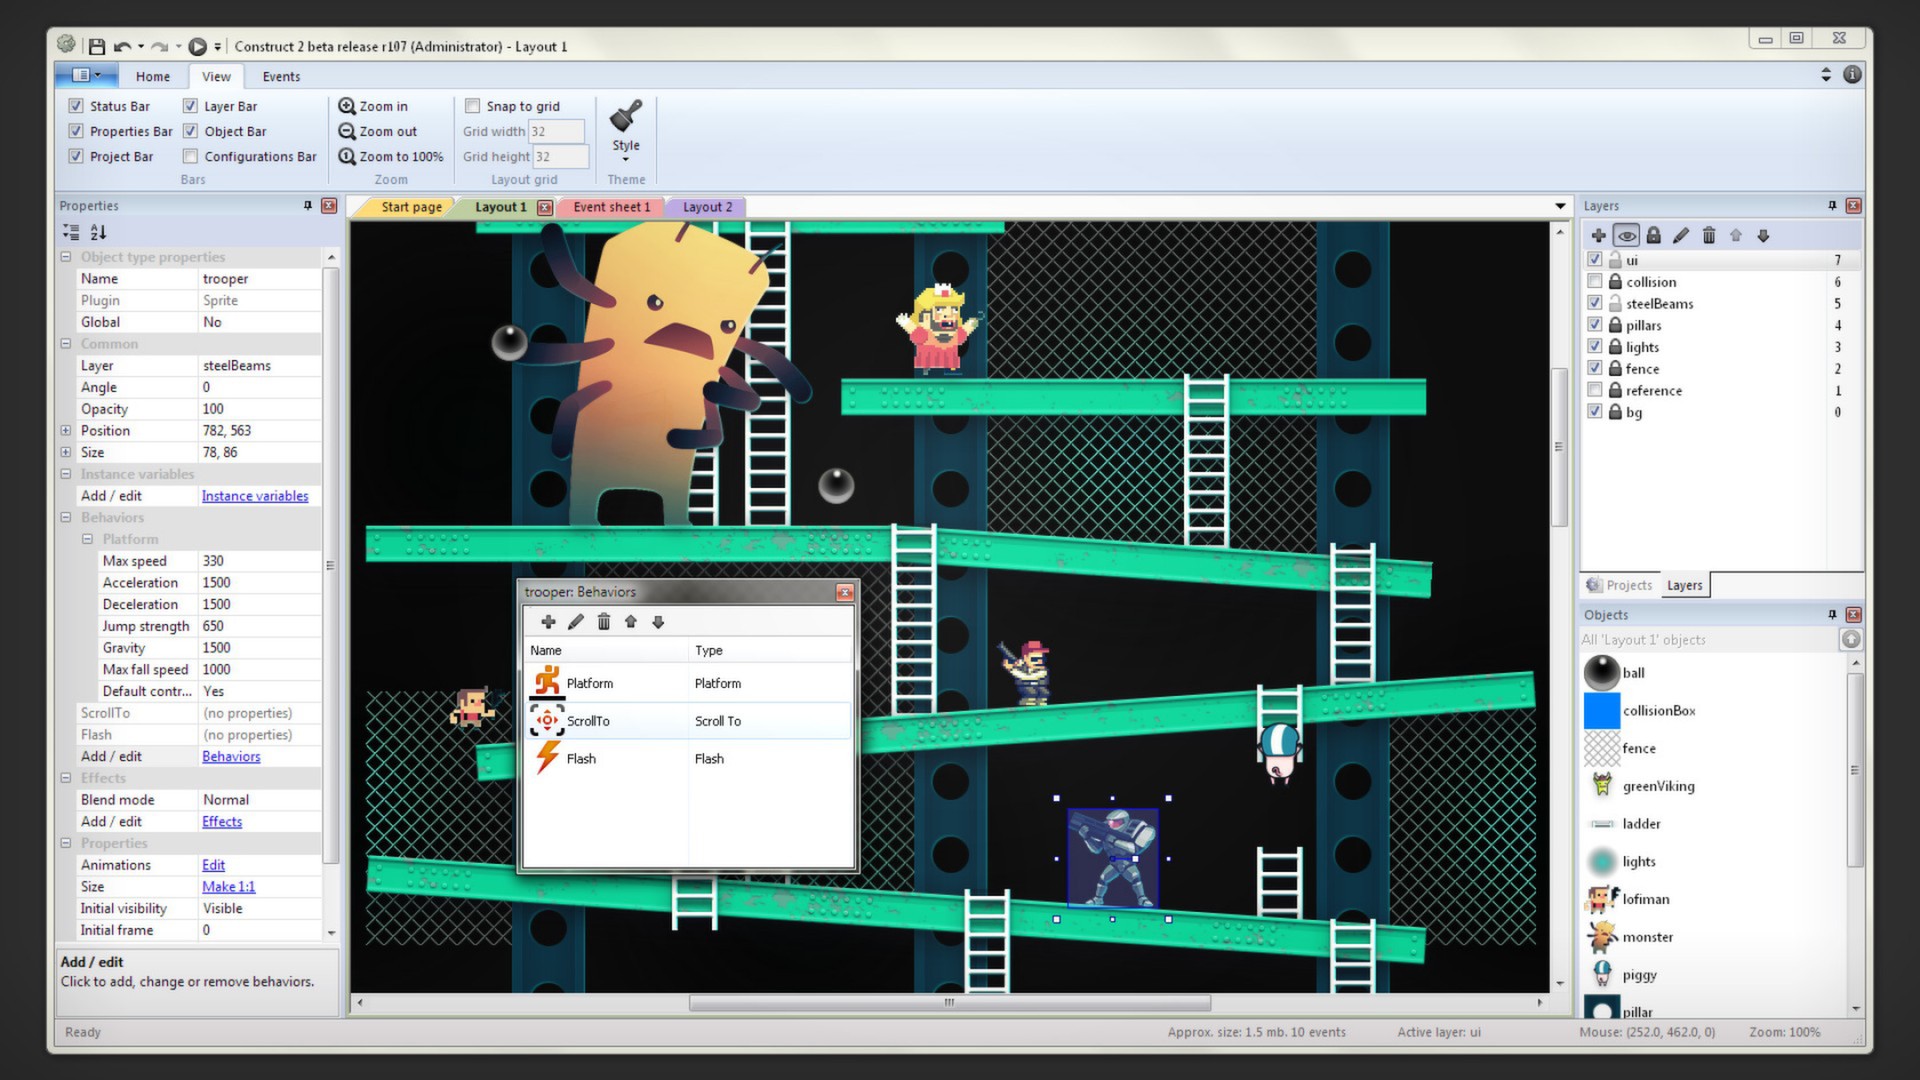 Construct 2 beta release r107 (Administrator) - Layout 1
Home View Events
Status Bar Layer Bar Zoom in Snap to grid
Properties Bar Object Bar Zoom out Grid width 32
Project Bar Configurations Bar Zoom to 100% Grid height 32 Style
Bars Zoom Layout grid Theme
Properties
Object type properties
Name trooper
Plugin Sprite
Global No
Common
Layer steelBeams
Angle 0
Opacity 100
Position 782, 563
Size 78, 86
Instance variables
Add / edit Instance variables
Behaviors
Platform
Max speed 330
Acceleration 1500
Deceleration 1500
Jump strength 650
Gravity 1500
Max fall speed 1000
Default contr... Yes
ScrollTo (no properties)
Flash (no properties)
Add / edit Behaviors
Effects
Blend mode Normal
Add / edit Effects
Properties
Animations Edit
Size Make 1:1
Initial visibility Visible
Initial frame 0
Add / edit
Click to add, change or remove behaviors.
Start page Layout 1 Event sheet 1 Layout 2
trooper: Behaviors
Name Type
Platform Platform
ScrollTo Scroll To
Flash Flash
Layers
ui 7
collision 6
steelBeams 5
pillars 4
lights 3
fence 2
reference 1
bg 0
Projects Layers
Objects
All 'Layout 1' objects
ball
collisionBox
fence
greenViking
ladder
lights
lofiman
monster
piggy
pillar
Ready Approx. size: 1.5 mb. 10 events Active layer: ui Mouse: (252.0, 462.0, 0) Zoom: 100%